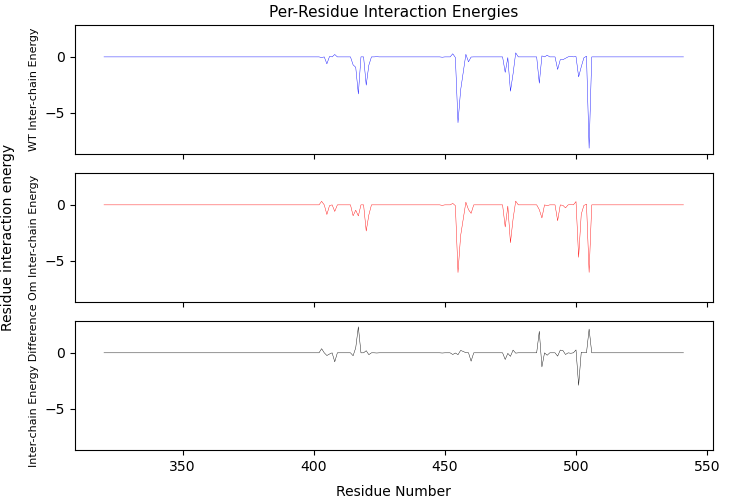 Per-Residue Interaction Energies
Residue interaction energy
WT Inter-chain Energy
0
−5
Om Inter-chain Energy
0
−5
Inter-chain Energy Difference
0
−5
350
400
450
500
550
Residue Number